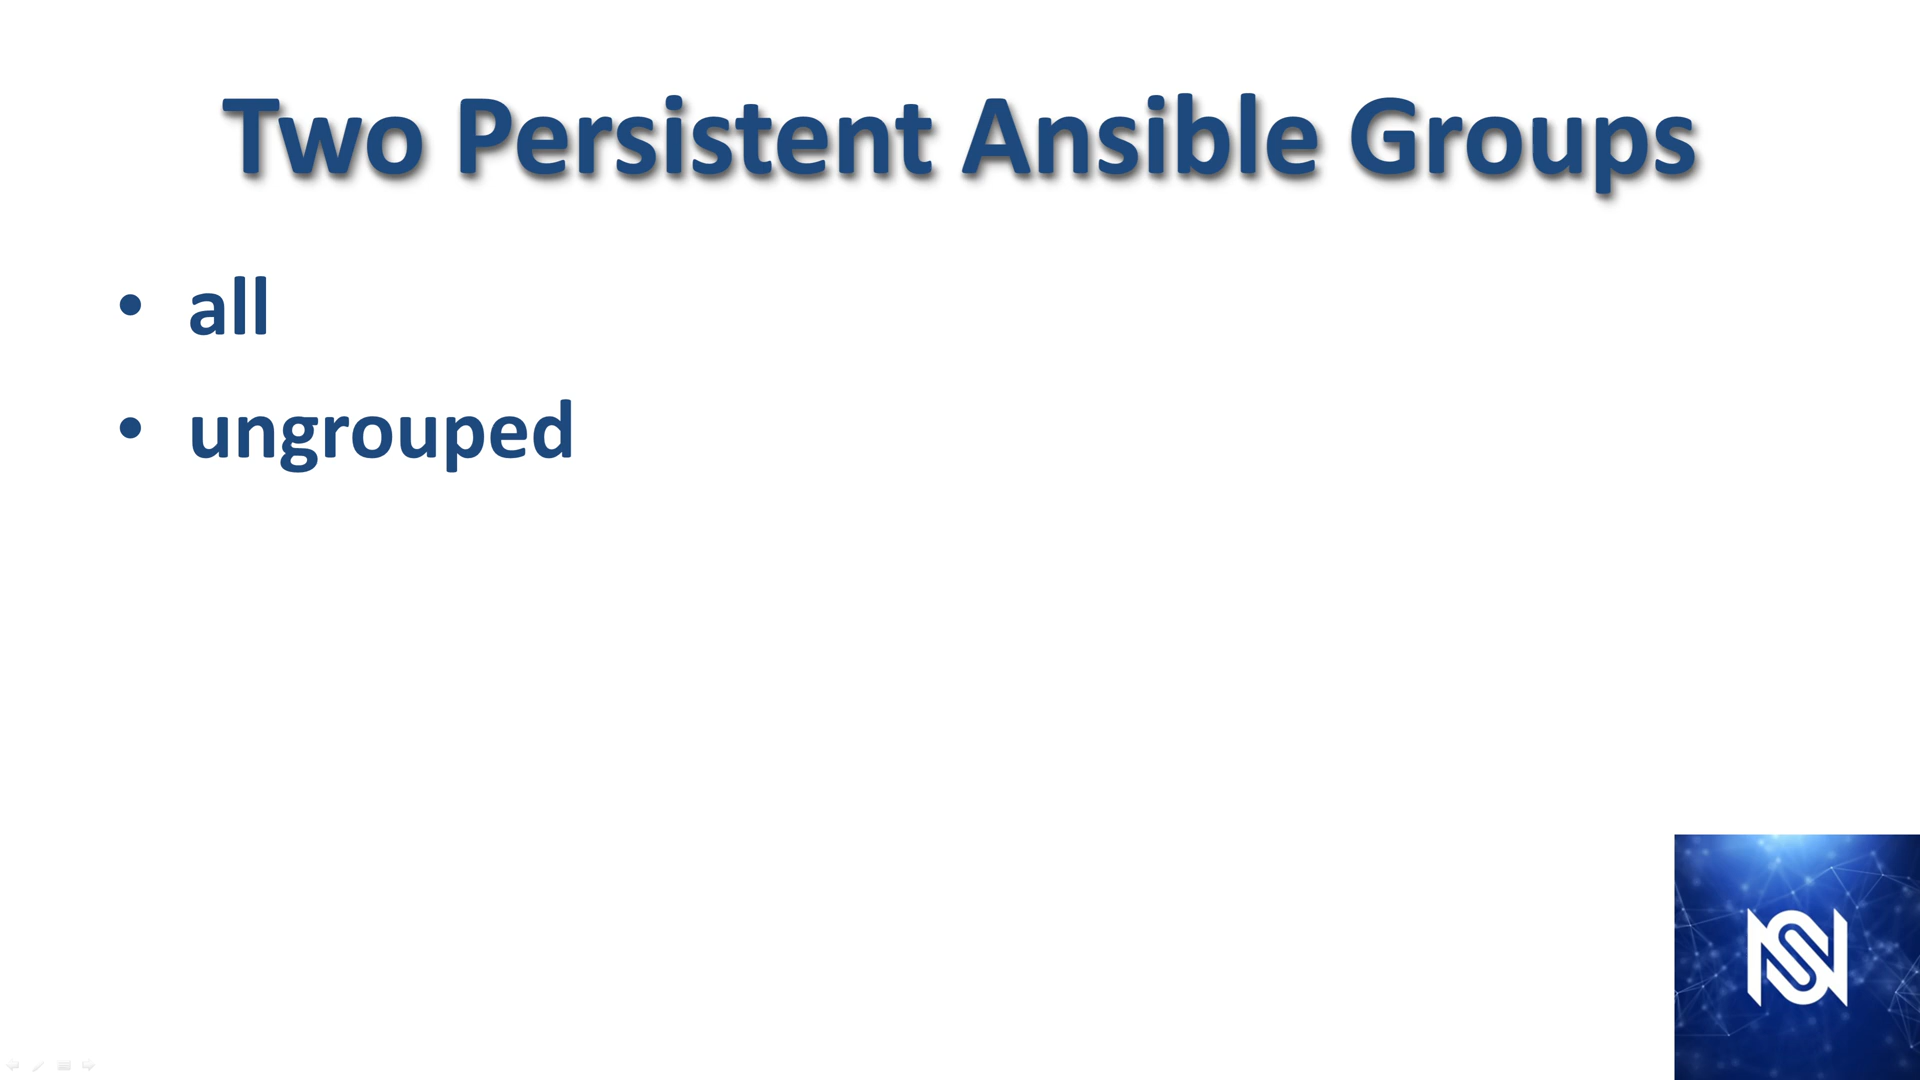 Two Persistent Ansible Groups
• all
• ungrouped